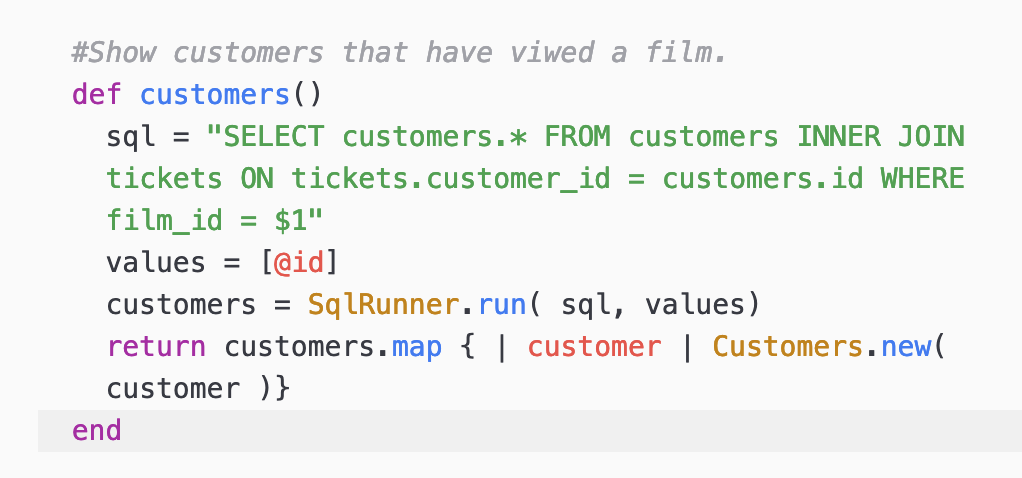 #Show customers that have viwed a film.
def customers()
sql = "SELECT customers.* FROM customers INNER JOIN
tickets ON tickets.customer_id = customers.id WHERE
film_id = $1"
values = [@id]
customers = SqlRunner.run( sql, values)
return customers.map { | customer | Customers.new(
customer )}
end